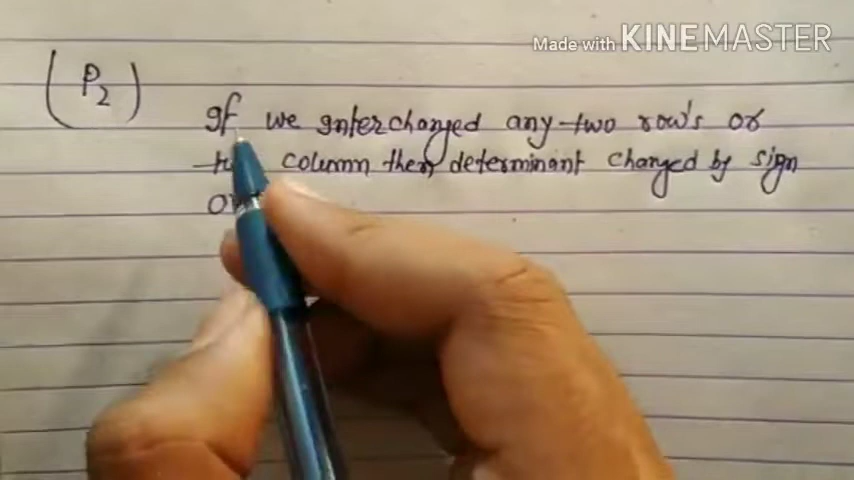 Made with KINEMASTER
(P2)
If we interchanged any two row's or
column then determinant changed by sign